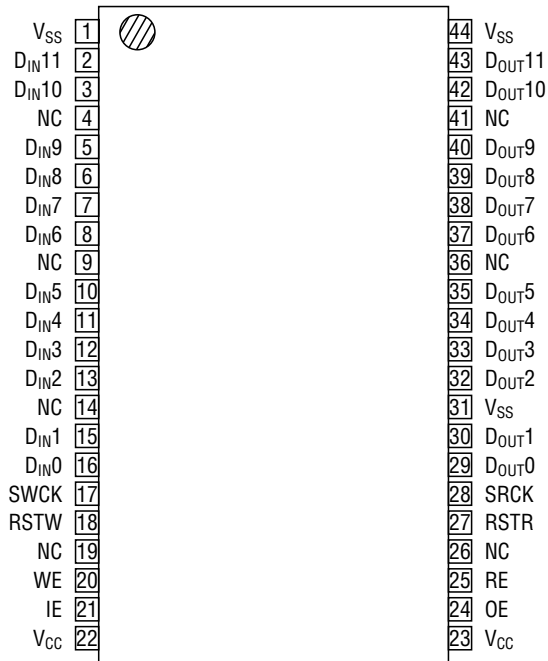 VSS 1 44 VSS
DIN11 2 43 DOUT11
DIN10 3 42 DOUT10
NC 4 41 NC
DIN9 5 40 DOUT9
DIN8 6 39 DOUT8
DIN7 7 38 DOUT7
DIN6 8 37 DOUT6
NC 9 36 NC
DIN5 10 35 DOUT5
DIN4 11 34 DOUT4
DIN3 12 33 DOUT3
DIN2 13 32 DOUT2
NC 14 31 VSS
DIN1 15 30 DOUT1
DIN0 16 29 DOUT0
SWCK 17 28 SRCK
RSTW 18 27 RSTR
NC 19 26 NC
WE 20 25 RE
IE 21 24 OE
VCC 22 23 VCC